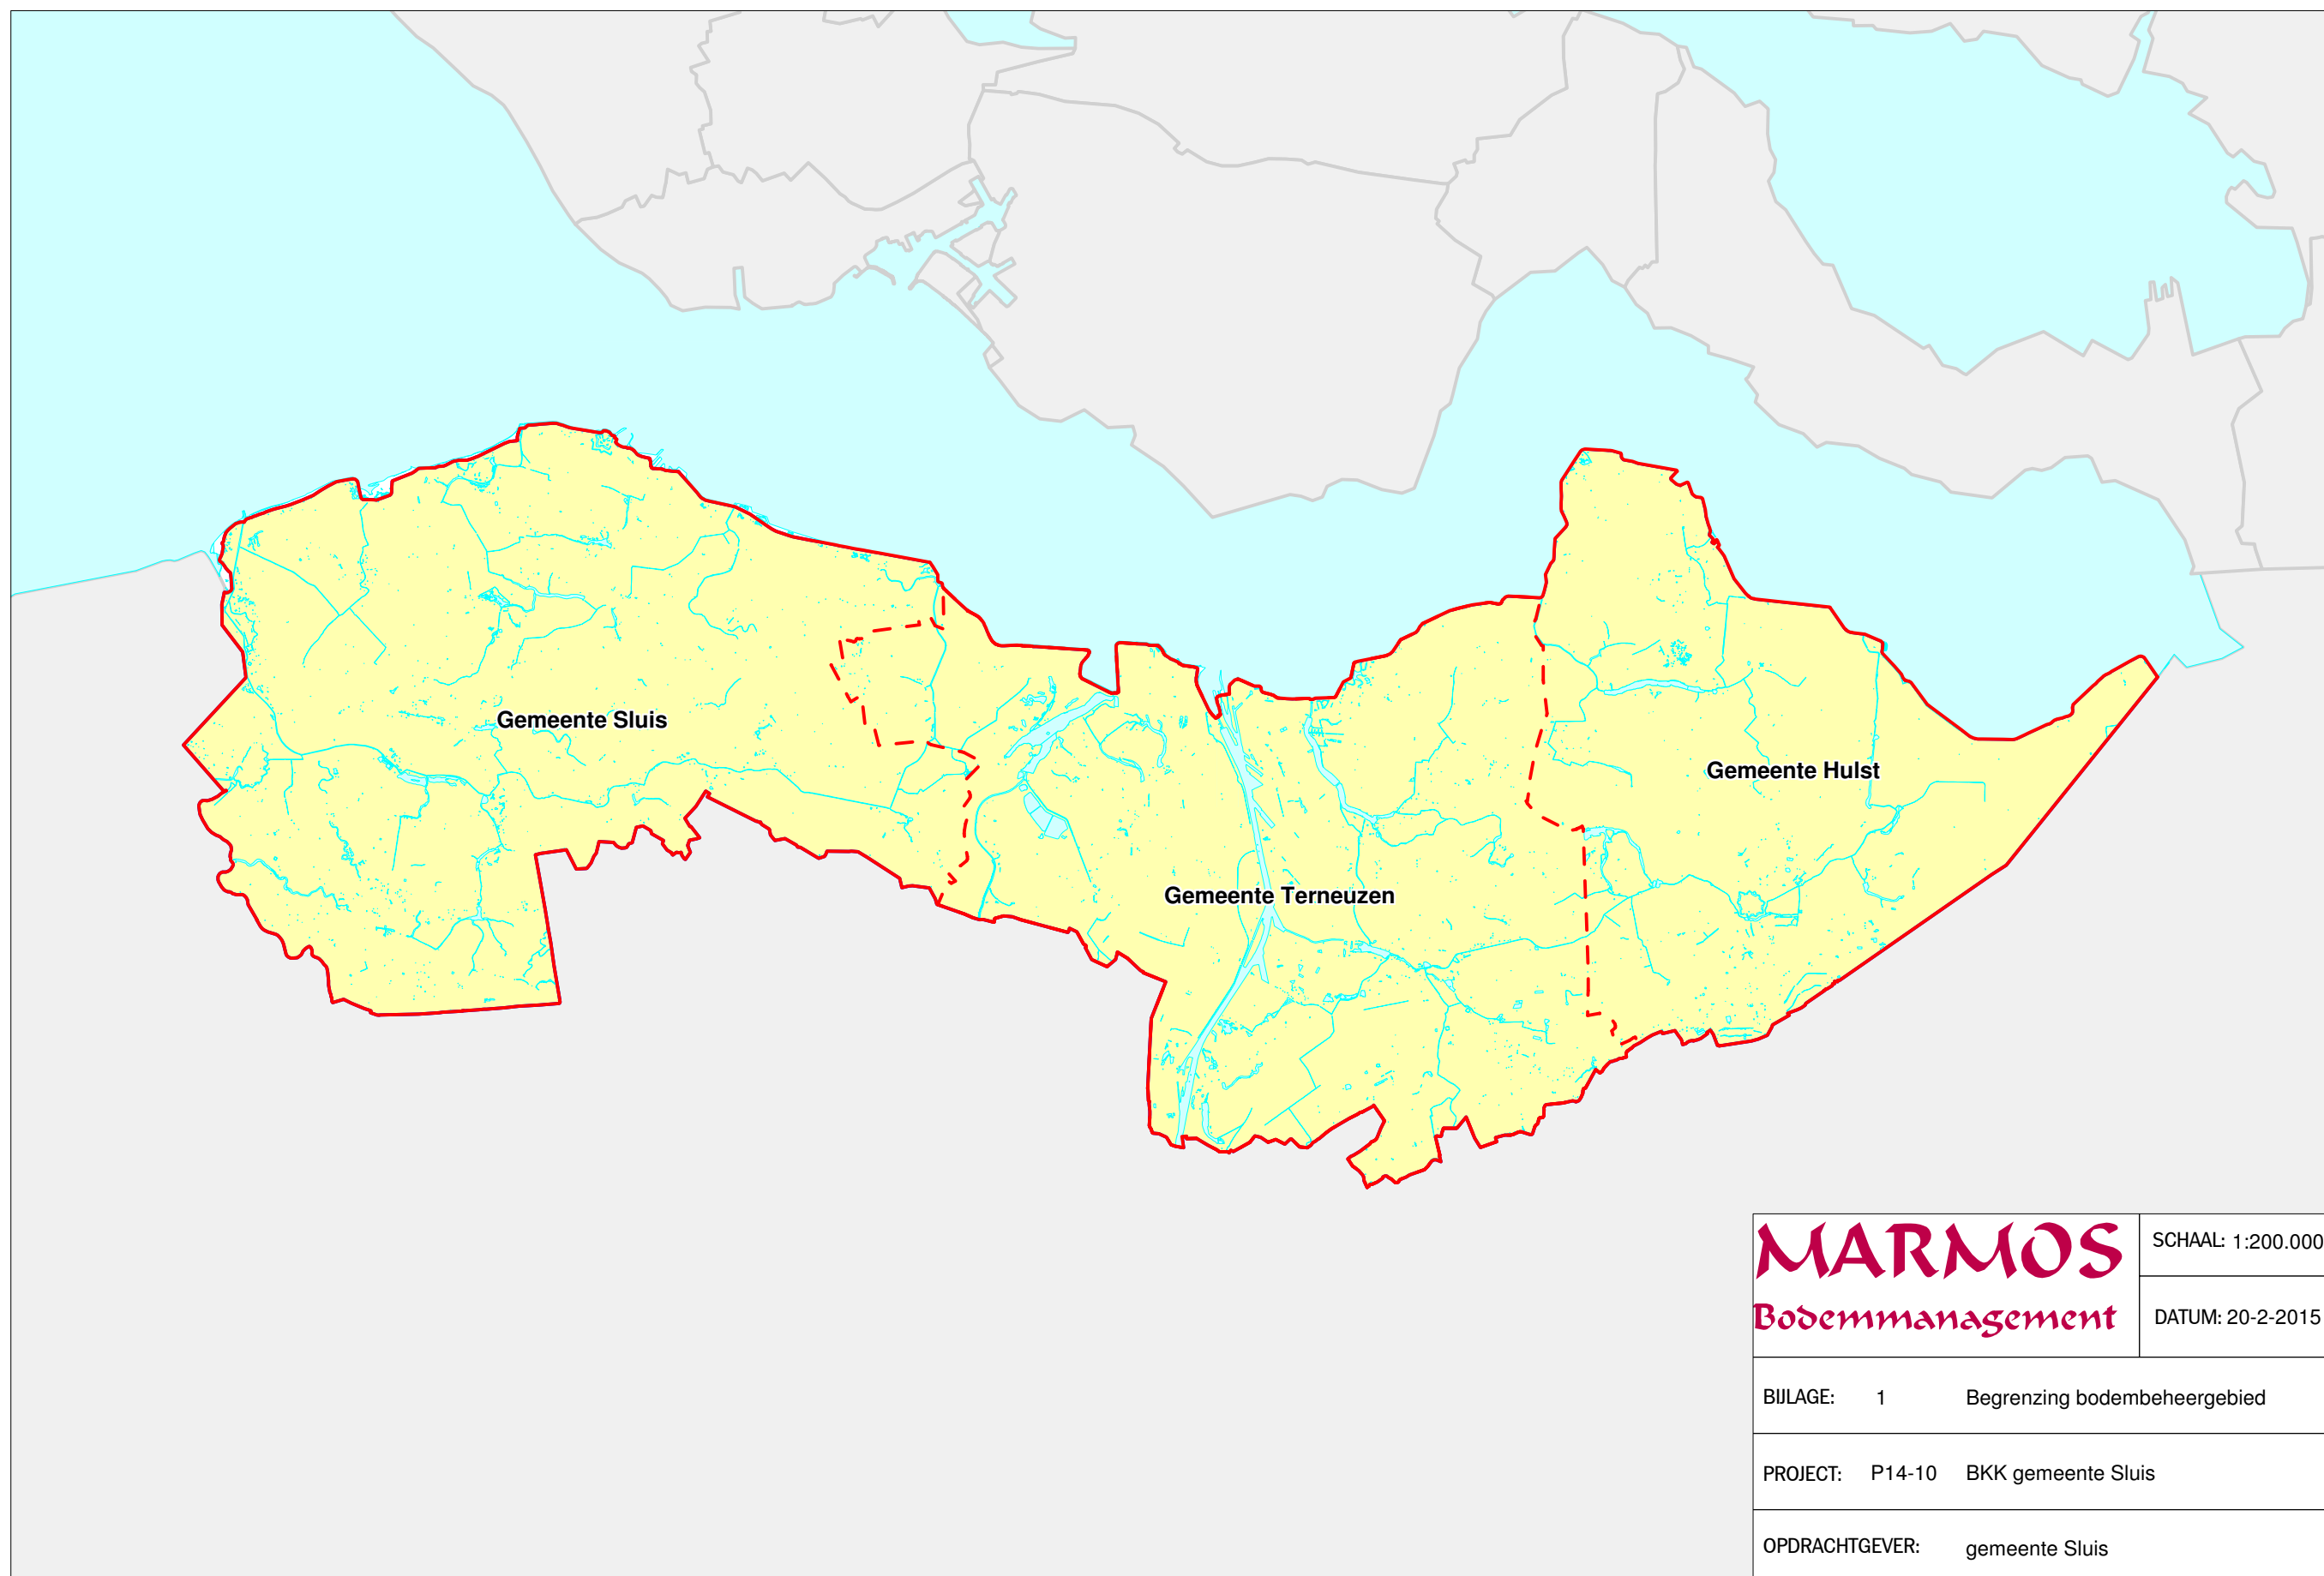 Gemeente Sluis
Gemeente Hulst
Gemeente Terneuzen
MARMOS
Bodemmanagement
SCHAAL: 1:200.000
DATUM: 20-2-2015
BIJLAGE: 1 Begrenzing bodembeheergebied
PROJECT: P14-10 BKK gemeente Sluis
OPDRACHTGEVER: gemeente Sluis